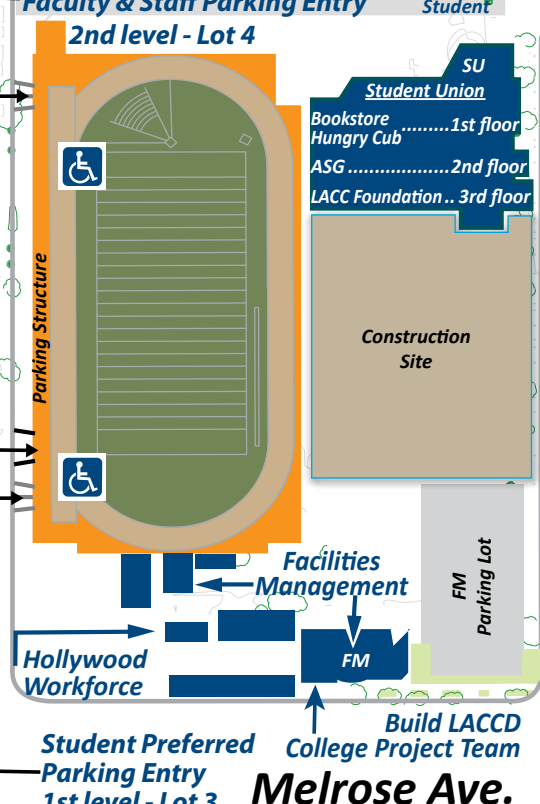 Faculty & Staff Parking Entry
2nd level - Lot 4
Student
SU
Student Union
Bookstore
Hungry Cub.........1st floor
ASG...................2nd floor
LACC Foundation.. 3rd floor
Parking Structure
Construction
Site
FM
Parking Lot
Facilities
Management
FM
Hollywood
Workforce
Build LACCD
College Project Team
Student Preferred
Parking Entry
1st level - Lot 3
Melrose Ave.